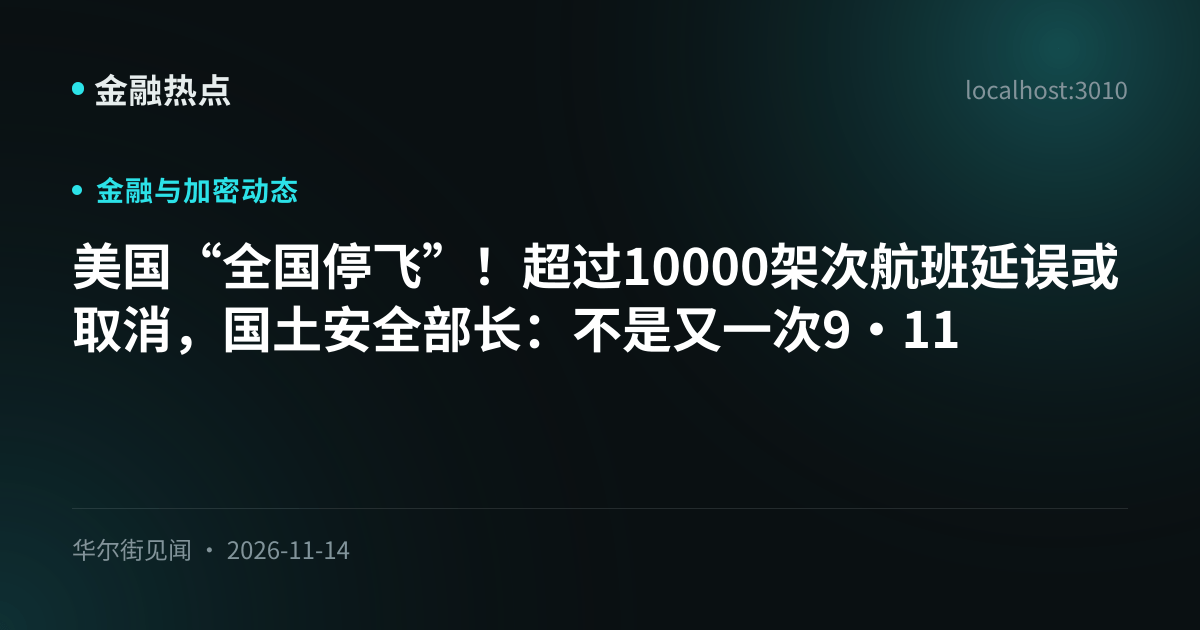 金融热点
localhost:3010
金融与加密动态
美国“全国停飞”！超过10000架次航班延误或
取消，国土安全部长：不是又一次9·11
华尔街见闻 · 2026-11-14